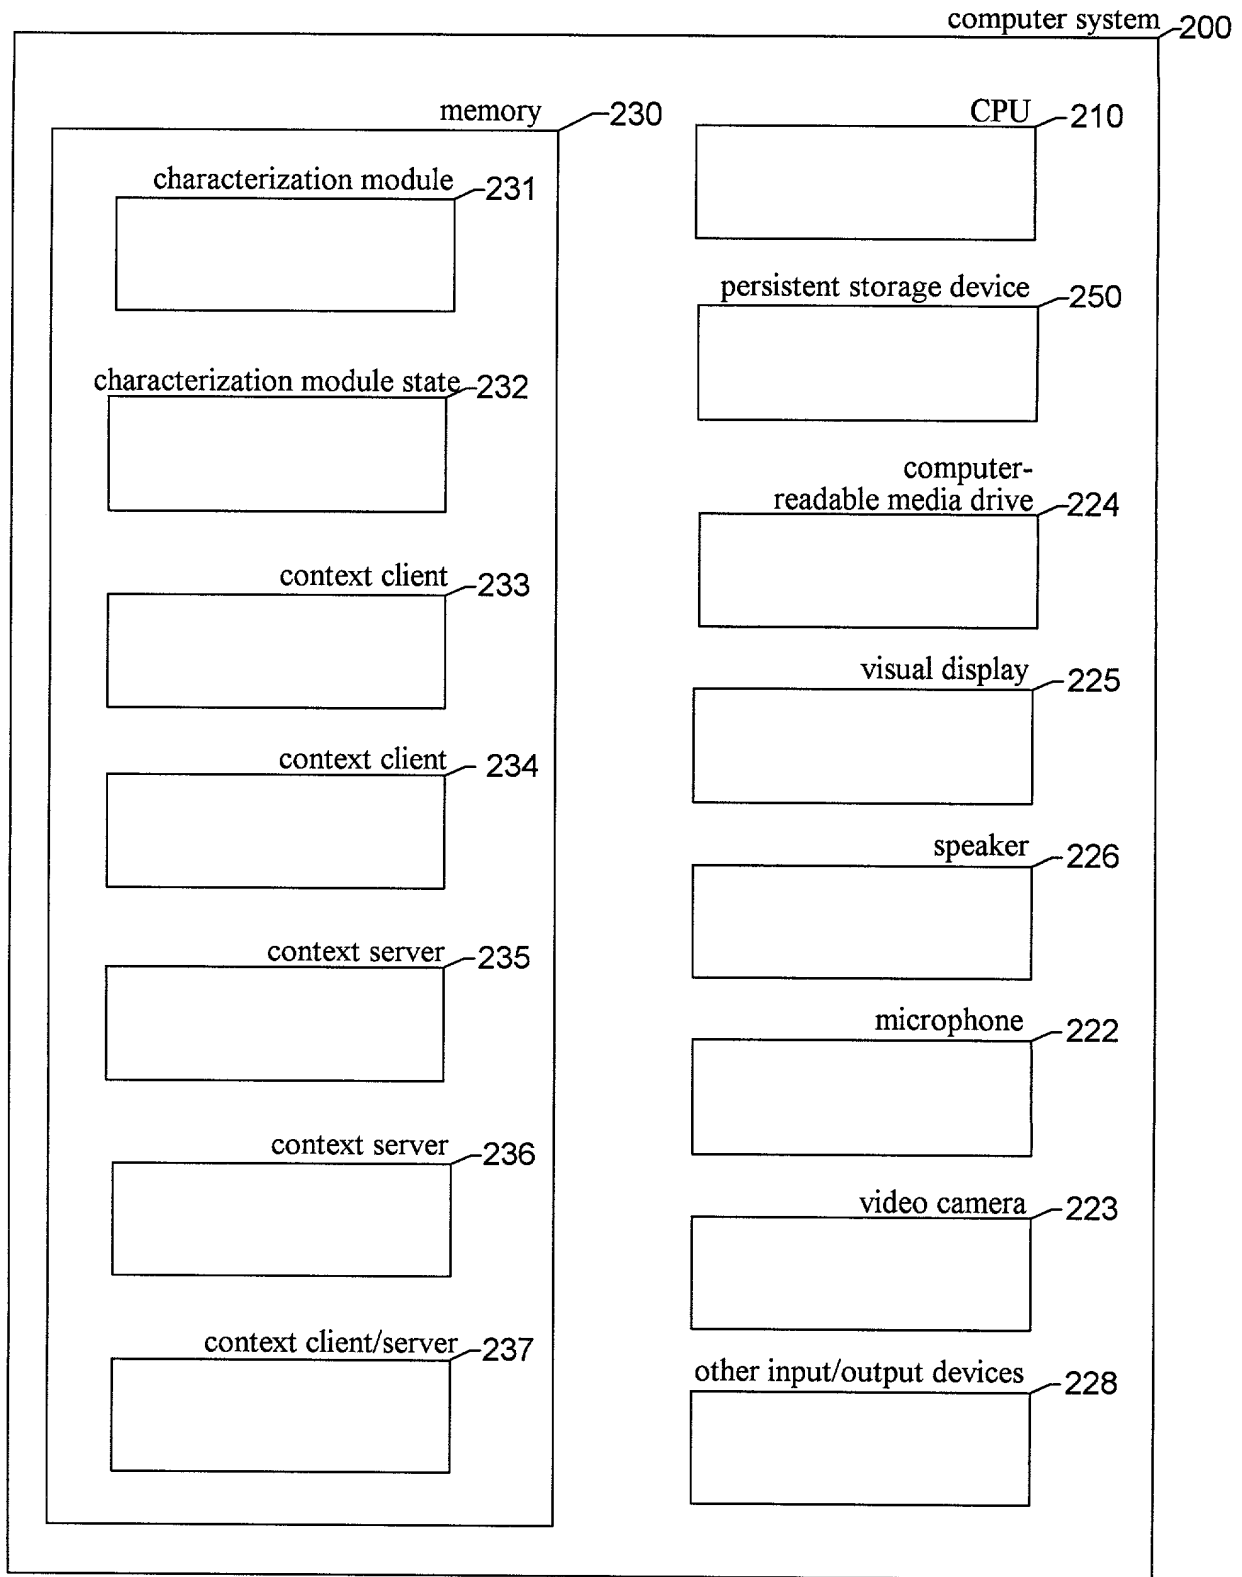 computer system 200
memory 230
characterization module 231
characterization module state 232
context client 233
context client 234
context server 235
context server 236
context client/server 237
CPU 210
persistent storage device 250
computer-
readable media drive 224
visual display 225
speaker 226
microphone 222
video camera 223
other input/output devices 228